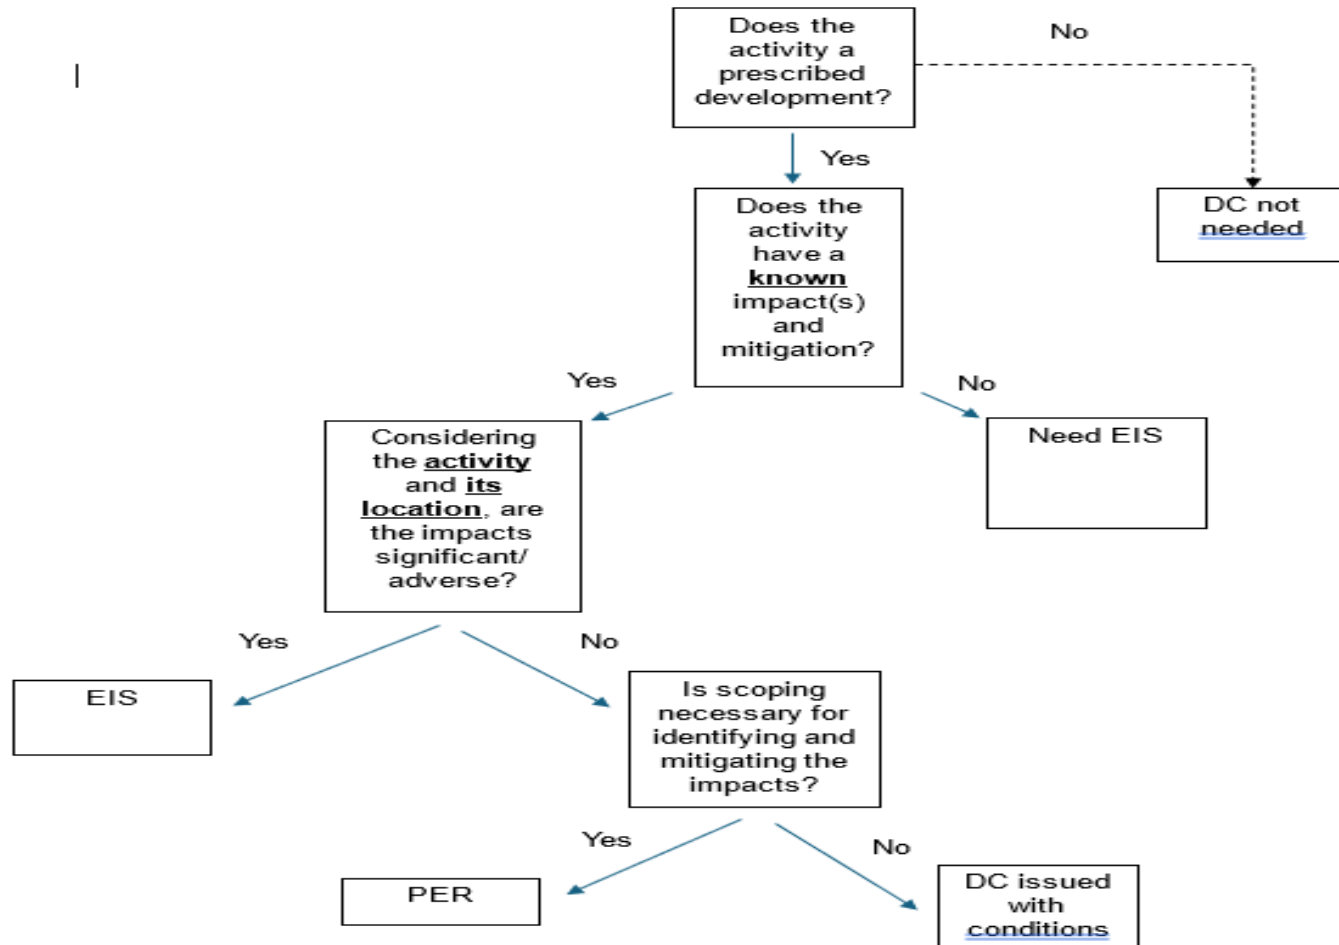 Does the
activity a
prescribed
development?
No
Yes
DC not
needed
Does the
activity
have a
known
impact(s)
and
mitigation?
Yes
No
Considering
the activity
and its
location, are
the impacts
significant/
adverse?
Need EIS
Yes
No
EIS
Is scoping
necessary for
identifying and
mitigating the
impacts?
Yes
No
PER
DC issued
with
conditions